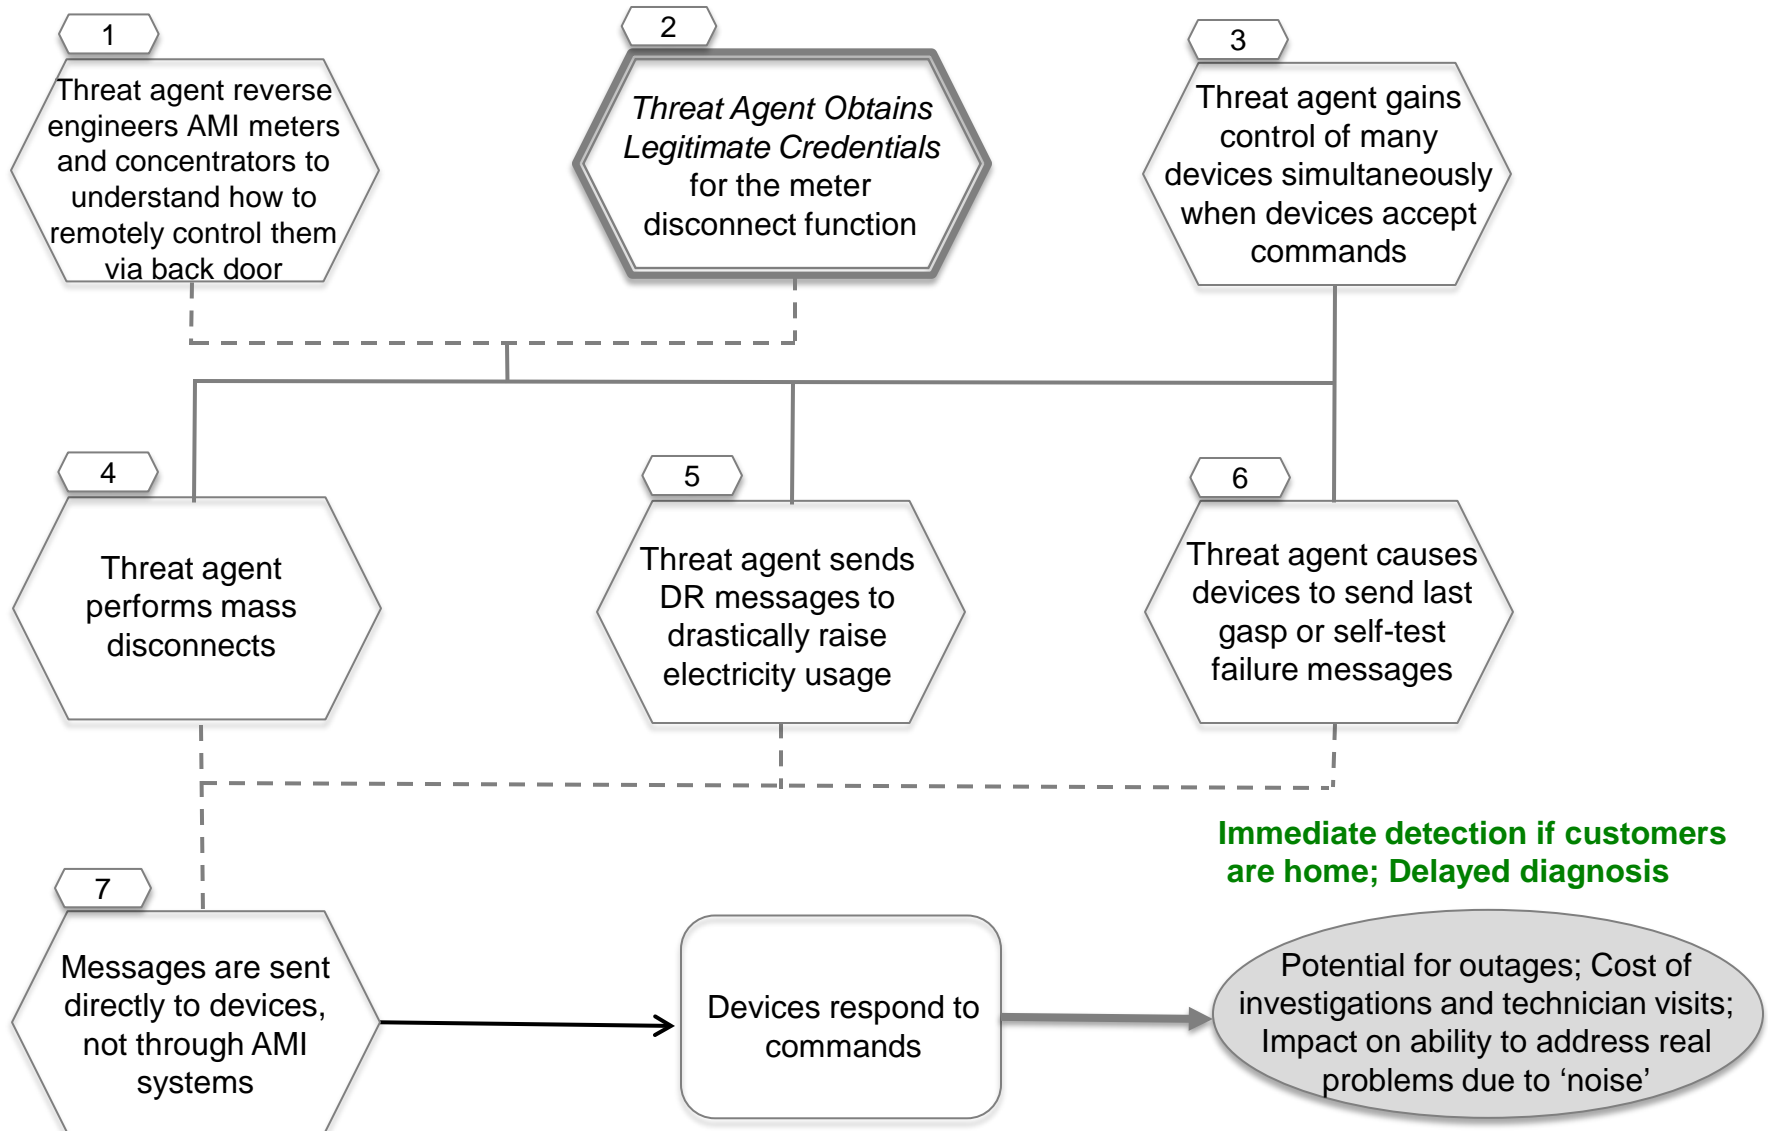 1
Threat agent reverse
engineers AMI meters
and concentrators to
understand how to
remotely control them
via back door
2
Threat Agent Obtains
Legitimate Credentials
for the meter
disconnect function
3
Threat agent gains
control of many
devices simultaneously
when devices accept
commands
4
Threat agent
performs mass
disconnects
5
Threat agent sends
DR messages to
drastically raise
electricity usage
6
Threat agent causes
devices to send last
gasp or self-test
failure messages
7
Messages are sent
directly to devices,
not through AMI
systems
Devices respond to
commands
Immediate detection if customers
are home; Delayed diagnosis
Potential for outages; Cost of
investigations and technician visits;
Impact on ability to address real
problems due to ‘noise’